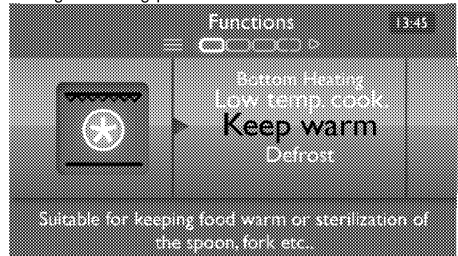 Functions
13:45
Bottom Heating
Low temp. cook.
Keep warm
Defrost
Suitable for keeping food warm or sterilization of
the spoon, fork etc..